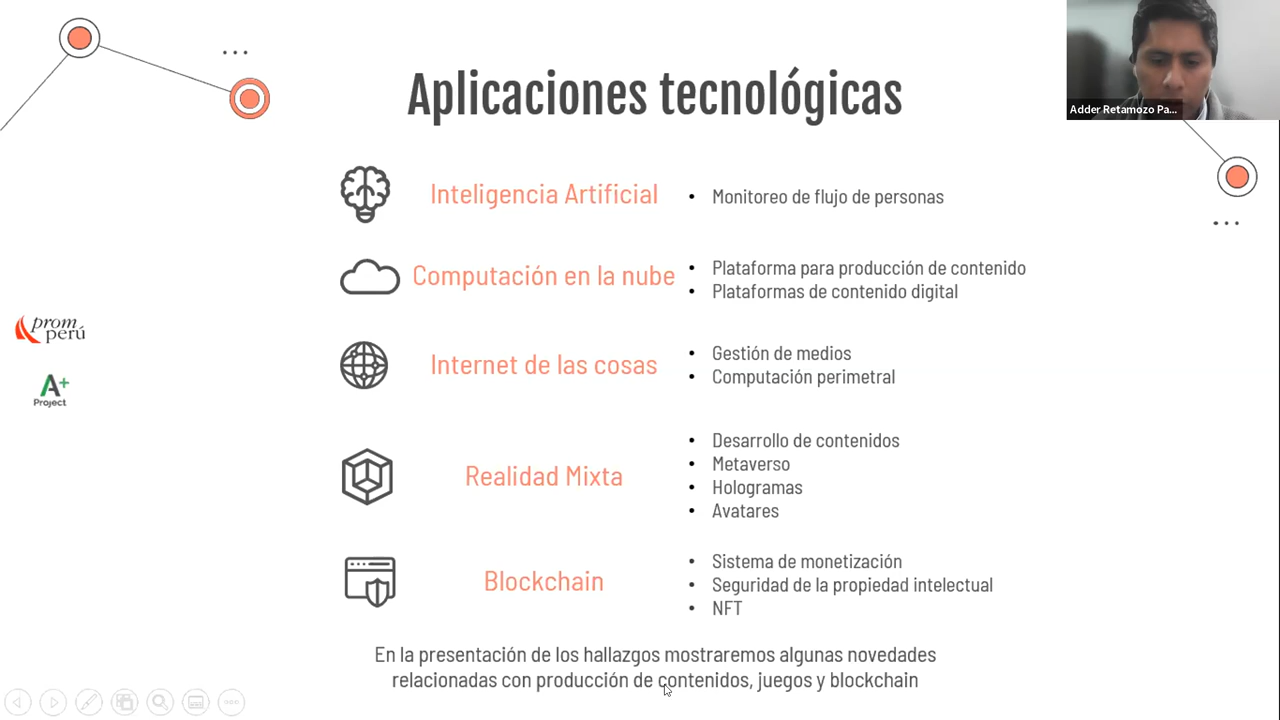 Aplicaciones tecnológicas
Adder Retamozo Pa...
Inteligencia Artificial
• Monitoreo de flujo de personas
Computación en la nube
• Plataforma para producción de contenido
• Plataformas de contenido digital
prom
perú
Internet de las cosas
• Gestión de medios
• Computación perimetral
A+
Project
Realidad Mixta
• Desarrollo de contenidos
• Metaverso
• Hologramas
• Avatares
Blockchain
• Sistema de monetización
• Seguridad de la propiedad intelectual
• NFT
En la presentación de los hallazgos mostraremos algunas novedades
relacionadas con producción de contenidos, juegos y blockchain